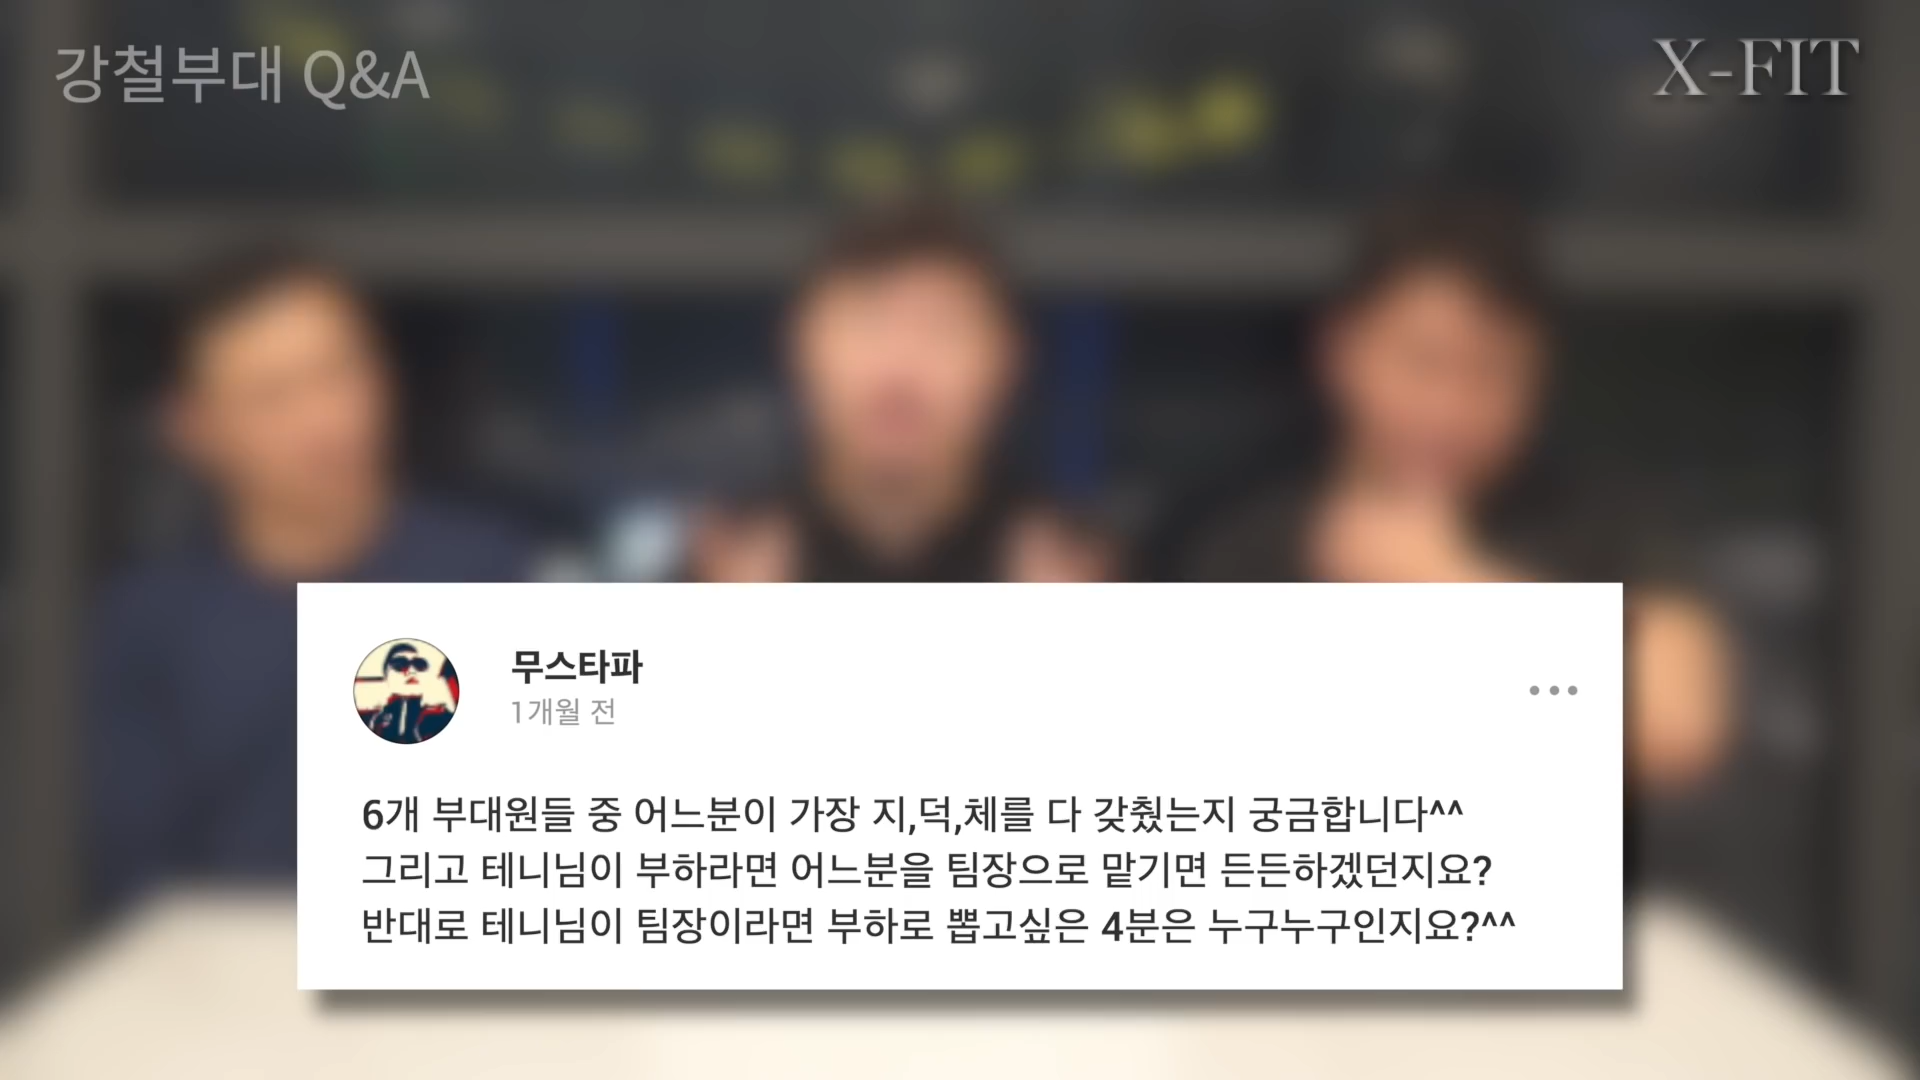 강철부대 Q&A
X-FIT
무스타파
1개월 전
6개 부대원들 중 어느분이 가장 지,덕,체를 다 갖췄는지 궁금합니다^^
그리고 테니님이 부하라면 어느분을 팀장으로 맡기면 든든하겠던지요?
반대로 테니님이 팀장이라면 부하로 뽑고싶은 4분은 누구누구인지요?^^